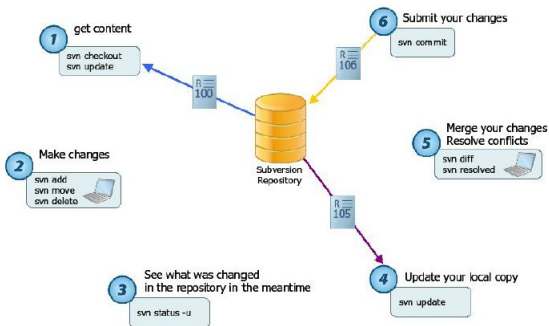 1
get content
svn checkout
svn update
R
100
2
Make changes
svn add
svn move
svn delete
3
See what was changed
in the repository in the meantime
svn status -u
Subversion
Repository
R
105
4
Update your local copy
svn update
5
Merge your changes
Resolve conflicts
svn diff
svn resolved
6
Submit your changes
svn commit
R
106